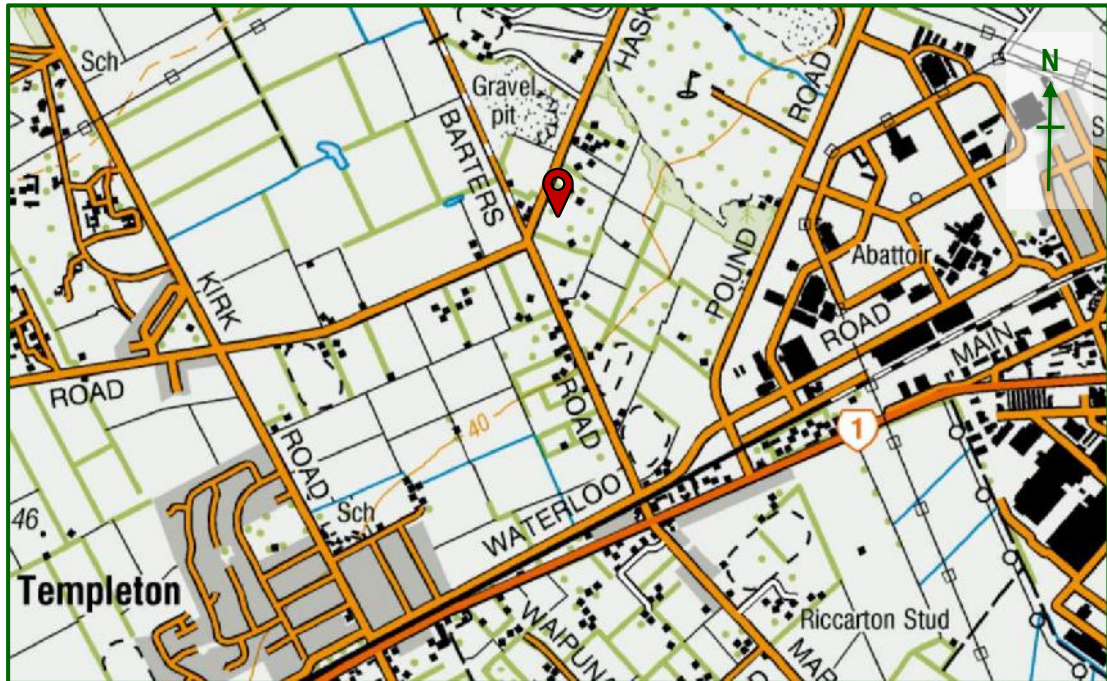 Sch
HASK
ROAD
N
Gravel
pit
BARTERS
S
KIRK
POUND
Abattoir
ROAD
MAIN
ROAD
ROAD
1
40
ROAD
Sch
WATERLOO
46
Templeton
WAIPUNA
Riccarton Stud
MAR